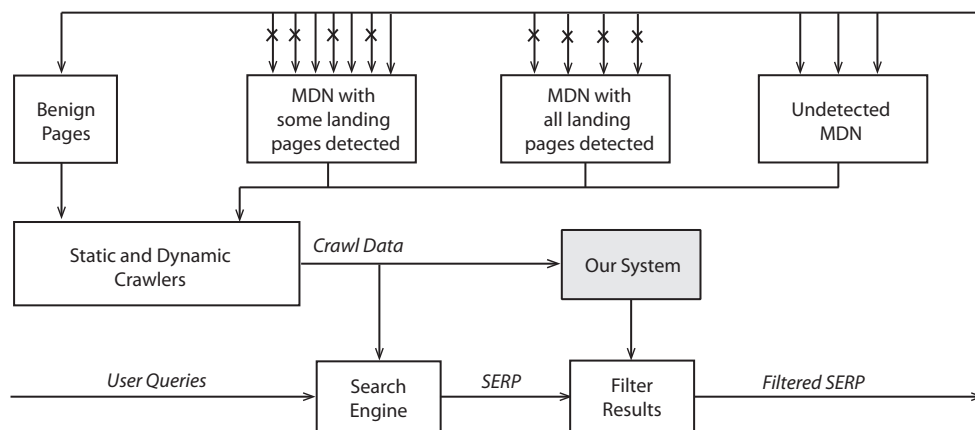 Benign
Pages
MDN with
some landing
pages detected
MDN with
all landing
pages detected
Undetected
MDN
Static and Dynamic
Crawlers
Crawl Data
Our System
User Queries
Search
Engine
SERP
Filter
Results
Filtered SERP